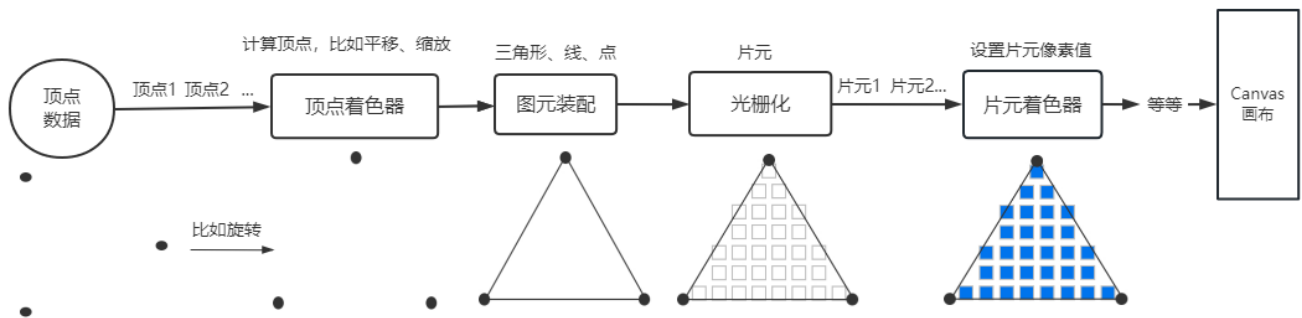 计算顶点，比如平移、缩放
三角形、线、点
片元
设置片元像素值
顶点
数据
顶点1 顶点2 ...
顶点着色器
图元装配
光栅化
片元1 片元2...
片元着色器
等等
Canvas
画布
比如旋转